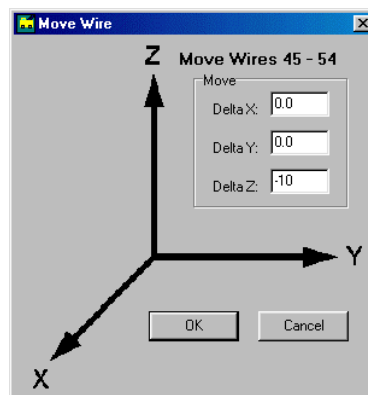 Move Wire
Z Move Wires 45 - 54
Move
Delta X: 0.0
Delta Y: 0.0
Delta Z: -10
Y
OK Cancel
X